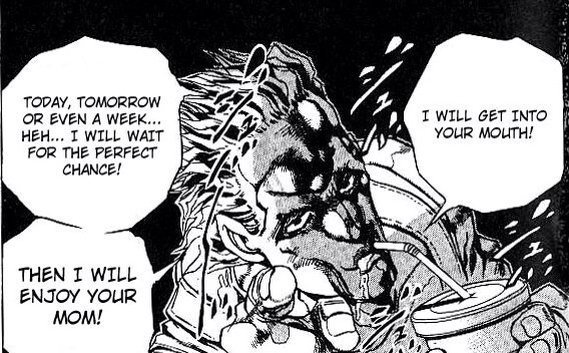 I WILL GET INTO
YOUR MOUTH!
TODAY, TOMORROW
OR EVEN A WEEK...
HEH... I WILL WAIT
FOR THE PERFECT
CHANCE!
THEN I WILL
ENJOY YOUR
MOM!